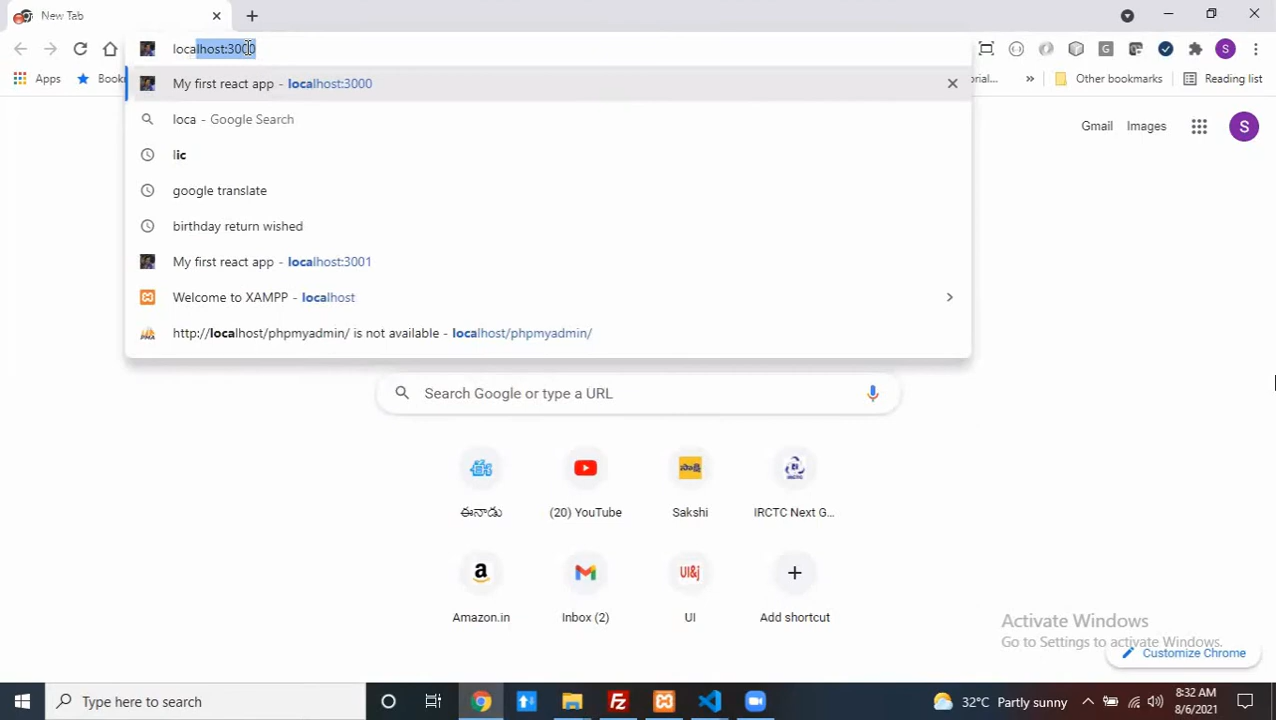 New Tab
localhost:3000
Apps
Book
orial...
»
Other bookmarks
Reading list
My first react app - localhost:3000
loca - Google Search
lic
google translate
birthday return wished
My first react app - localhost:3001
Welcome to XAMPP - localhost
http://localhost/phpmyadmin/ is not available - localhost/phpmyadmin/
Gmail
Images
S
S
Search Google or type a URL
ఈనాడు
(20) YouTube
Sakshi
IRCTC Next G...
UI&j
Amazon.in
Inbox (2)
UI
Add shortcut
Activate Windows
Go to Settings to activate Windows.
Customize Chrome
Type here to search
32°C Partly sunny
8:32 AM
8/6/2021